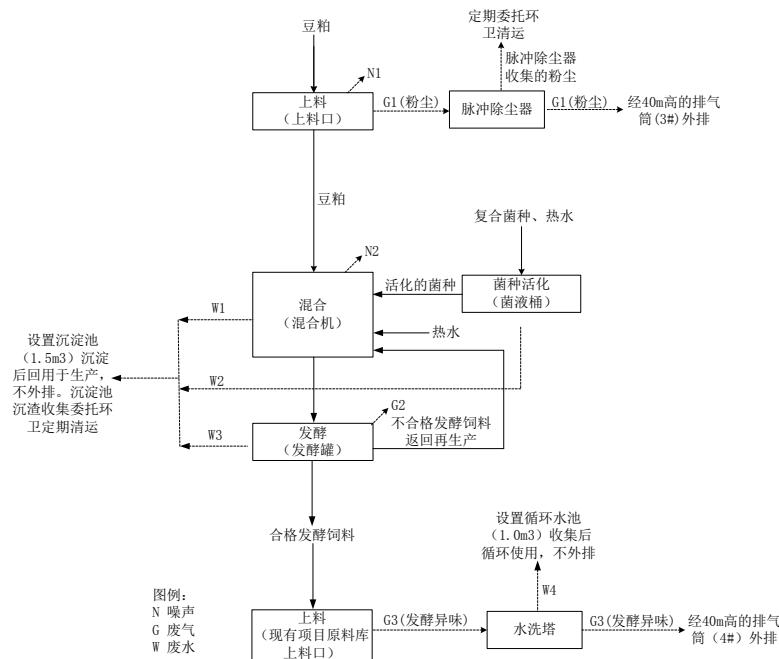 定期委托环
卫清运
豆粕
脉冲除尘器
收集的粉尘
N1
上料
(上料口)
G1(粉尘)
脉冲除尘器
G1(粉尘)
经40m高的排气
筒(3#)外排
豆粕
复合菌种、热水
N2
混合
(混合机)
活化的菌种
菌种活化
(菌液桶)
W1
热水
设置沉淀池
(1.5m3)沉淀
后回用于生产，
不外排。沉淀池
沉渣收集委托环
卫定期清运
W2
G2
不合格发酵饲料
返回再生产
W3
发酵
(发酵罐)
合格发酵饲料
设置循环水池
(1.0m3)收集后
循环使用，不外排
W4
图例：
N 噪声
G 废气
W 废水
上料
(现有项目原料库
上料口)
G3(发酵异味)
水洗塔
G3(发酵异味)
经40m高的排气
筒（4#）外排